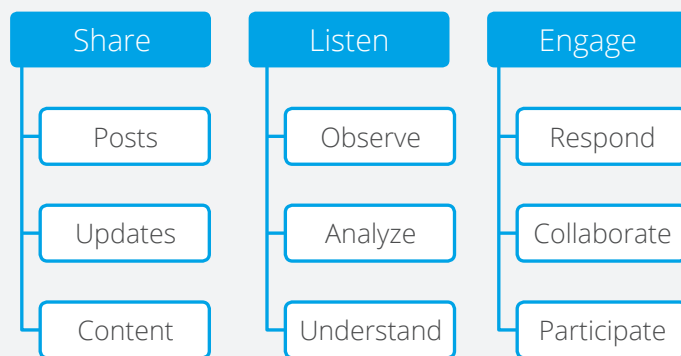 Share
Posts
Updates
Content
Listen
Observe
Analyze
Understand
Engage
Respond
Collaborate
Participate